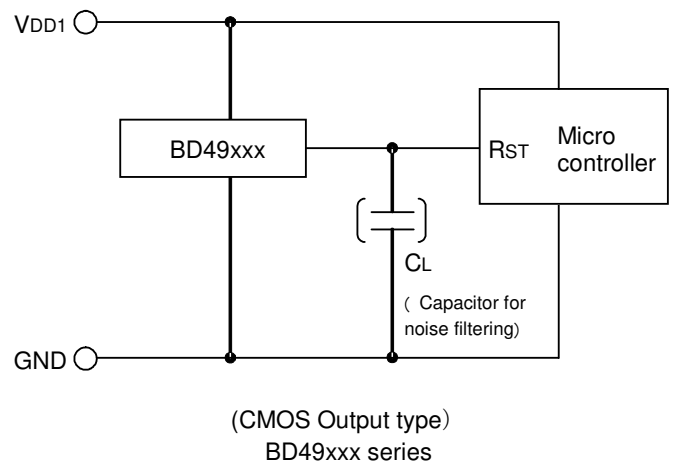 VDD1
BD49xxx
RST
Micro
controller
CL
( Capacitor for
noise filtering)
GND
(CMOS Output type)
BD49xxx series